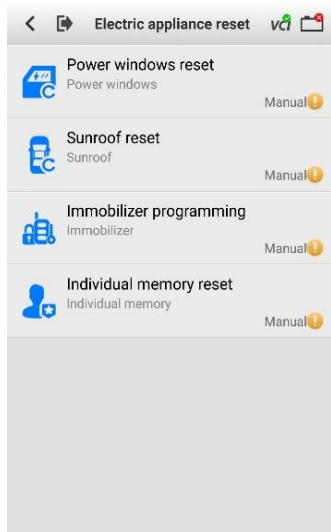 Electric appliance reset
vci
Power windows reset
Power windows
Manual
Sunroof reset
Sunroof
Manual
Immobilizer programming
Immobilizer
Manual
Individual memory reset
Individual memory
Manual